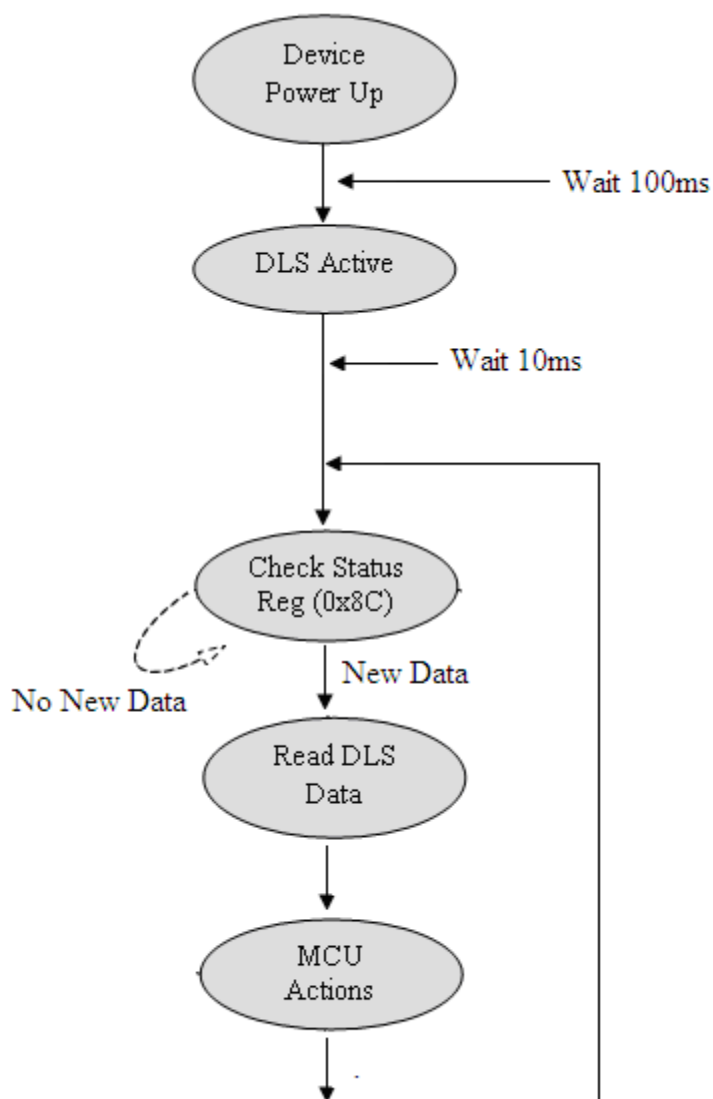 Device
Power Up
Wait 100ms
DLS Active
Wait 10ms
Check Status
Reg (0x8C)
New Data
No New Data
Read DLS
Data
MCU
Actions